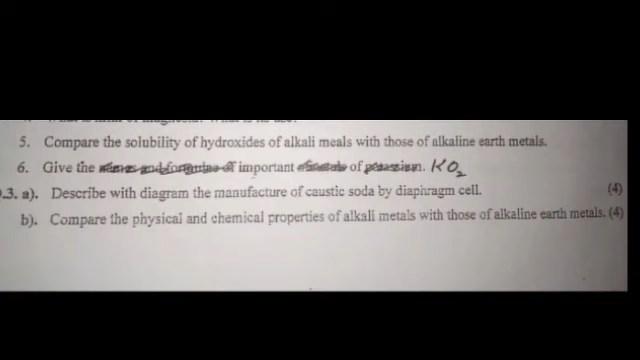 5. Compare the solubility of hydroxides of alkali meals with those of alkaline earth metals.
6. Give the important of KO₂
.3. a). Describe with diagram the manufacture of caustic soda by diaphragm cell. (4)
b). Compare the physical and chemical properties of alkali metals with those of alkaline earth metals. (4)